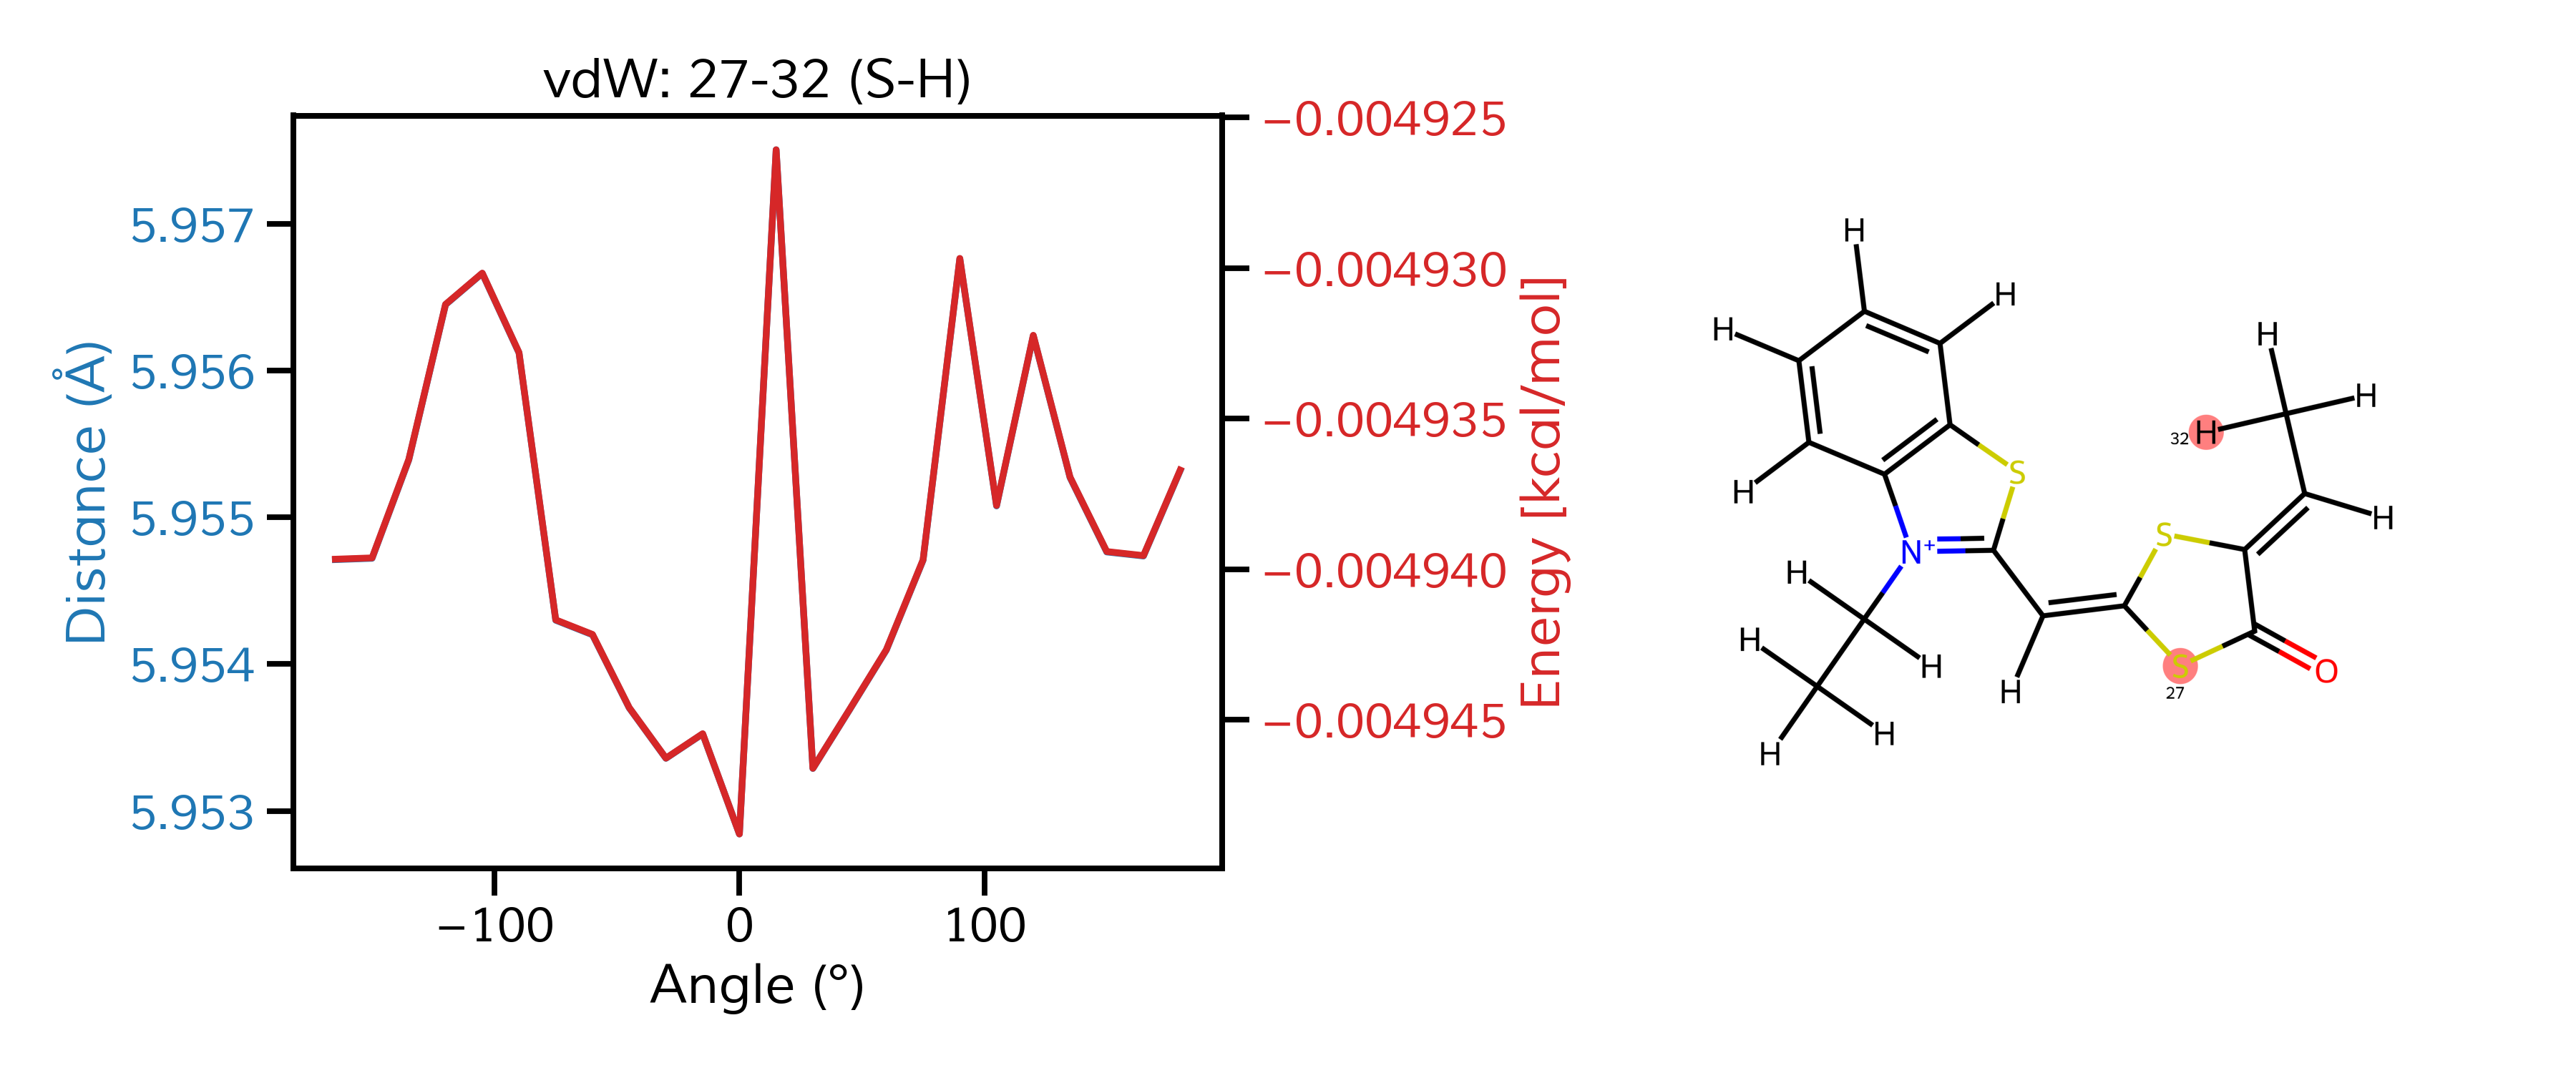 vdW: 27-32 (S-H)
Distance (Å)
5.957
5.956
5.955
5.954
5.953
−0.004925
−0.004930
−0.004935
−0.004940
−0.004945
Energy [kcal/mol]
−100
0
100
Angle (°)
H
H
H
H
H
H
32 H
S
H
S
N+
H
H
H
S
27
O
H
H
H
H